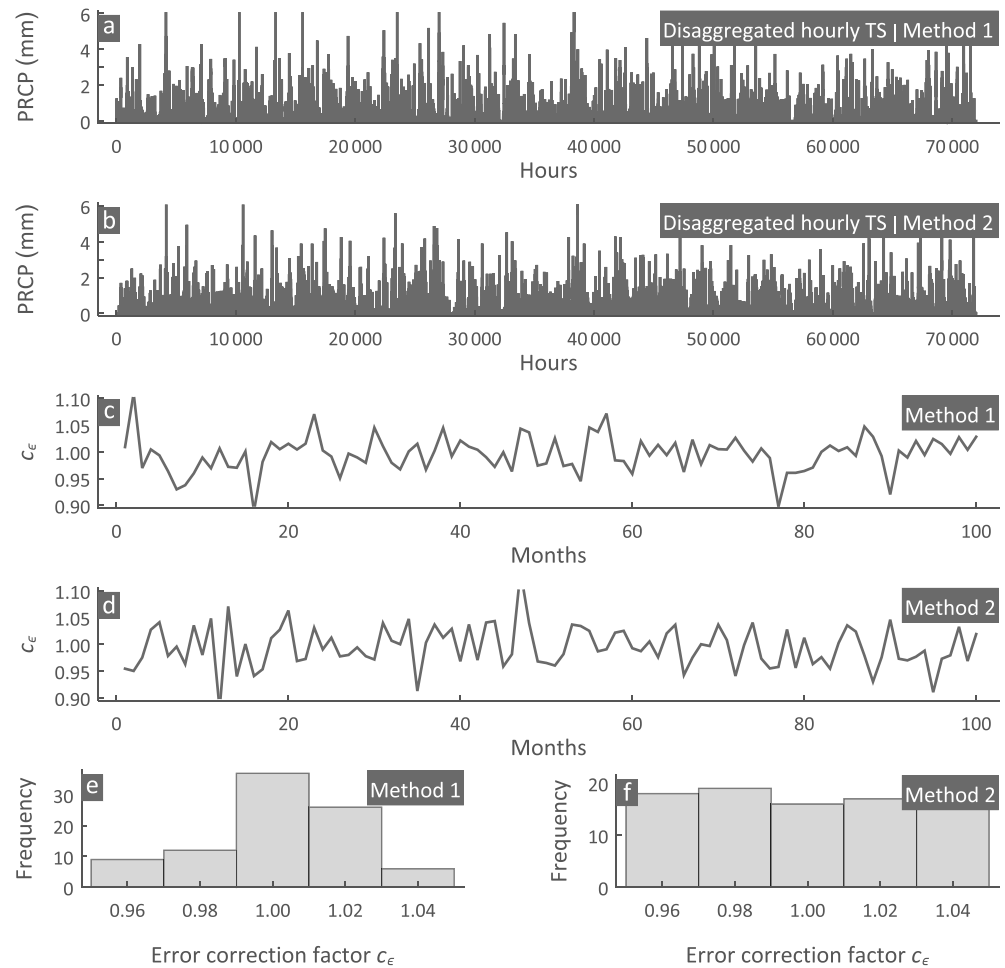 a
Disaggregated hourly TS | Method 1
PRCP (mm)
6
4
2
0
0 10 000 20 000 30 000 40 000 50 000 60 000 70 000
Hours
b
Disaggregated hourly TS | Method 2
PRCP (mm)
6
4
2
0
0 10 000 20 000 30 000 40 000 50 000 60 000 70 000
Hours
c
Method 1
cϵ
1.10
1.05
1.00
0.95
0.90
0 20 40 60 80 100
Months
d
Method 2
cϵ
1.10
1.05
1.00
0.95
0.90
0 20 40 60 80 100
Months
e
Method 1
Frequency
30
20
10
0
0.96 0.98 1.00 1.02 1.04
Error correction factor cϵ
f
Method 2
Frequency
20
10
0
0.96 0.98 1.00 1.02 1.04
Error correction factor cϵ